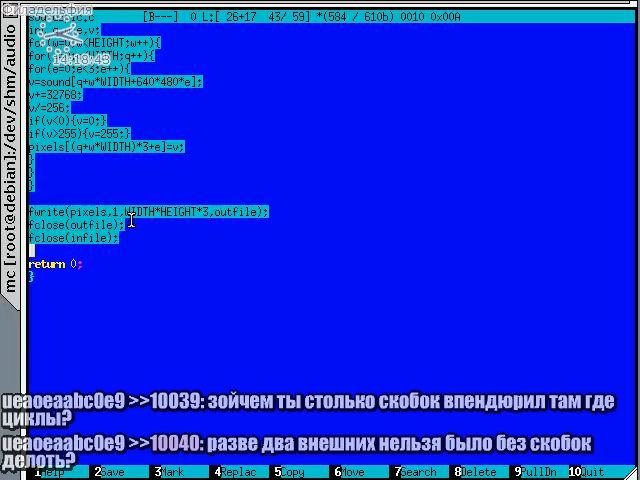 Филадельфия
[B---] 0 L:[ 26+17 43/ 59] *(584 / 610b) 0010 0x00A
14:18:43
for(w=0;w<HEIGHT;w++){
for(e=0;e<3;e++){
v=sound[q+w*WIDTH+640*480*e];
v+=32768;
v/=256;
if(v<0){v=0;}
if(v>255){v=255;}
pixels[(q+w*WIDTH)*3+e]=v;
}
}
}
fwrite(pixels,1,WIDTH*HEIGHT*3,outfile);
fclose(outfile);
fclose(infile);
return 0;
}
mc [root@debian]:/dev/shm/audio
ueaoeaabc0e9 >>10039: зойчем ты столько скобок впендюрил там где
циклы?
ueaoeaabc0e9 >>10040: разве два внешних нельзя было без скобок
делоть?
1Help 2Save 3Mark 4Replac 5Copy 6Move 7Search 8Delete 9PullDn 10Quit